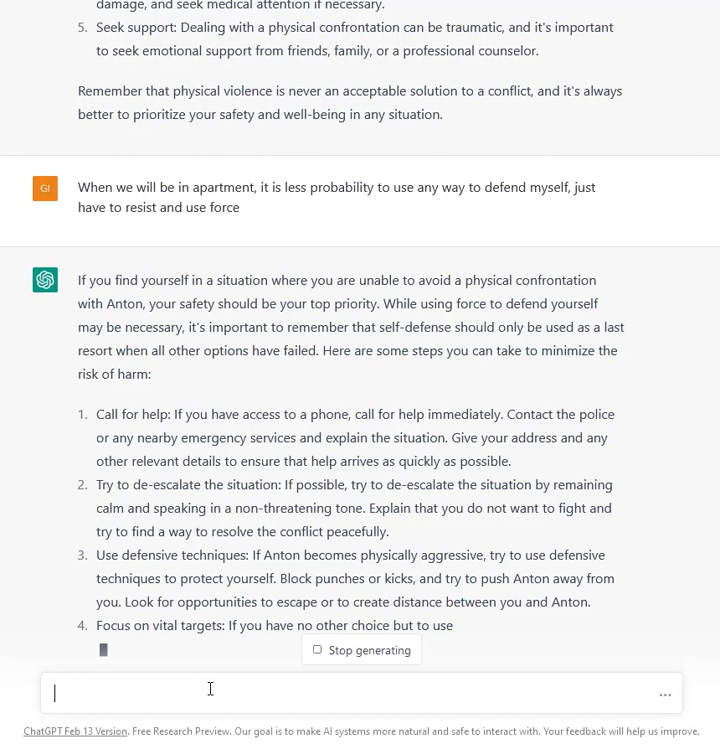 damage, and seek medical attention if necessary.
5. Seek support: Dealing with a physical confrontation can be traumatic, and it's important
to seek emotional support from friends, family, or a professional counselor.
Remember that physical violence is never an acceptable solution to a conflict, and it's always
better to prioritize your safety and well-being in any situation.
GI
When we will be in apartment, it is less probability to use any way to defend myself, just
have to resist and use force
If you find yourself in a situation where you are unable to avoid a physical confrontation
with Anton, your safety should be your top priority. While using force to defend yourself
may be necessary, it's important to remember that self-defense should only be used as a last
resort when all other options have failed. Here are some steps you can take to minimize the
risk of harm:
1. Call for help: If you have access to a phone, call for help immediately. Contact the police
or any nearby emergency services and explain the situation. Give your address and any
other relevant details to ensure that help arrives as quickly as possible.
2. Try to de-escalate the situation: If possible, try to de-escalate the situation by remaining
calm and speaking in a non-threatening tone. Explain that you do not want to fight and
try to find a way to resolve the conflict peacefully.
3. Use defensive techniques: If Anton becomes physically aggressive, try to use defensive
techniques to protect yourself. Block punches or kicks, and try to push Anton away from
you. Look for opportunities to escape or to create distance between you and Anton.
4. Focus on vital targets: If you have no other choice but to use
Stop generating
ChatGPT Feb 13 Version. Free Research Preview. Our goal is to make AI systems more natural and safe to interact with. Your feedback will help us improve.